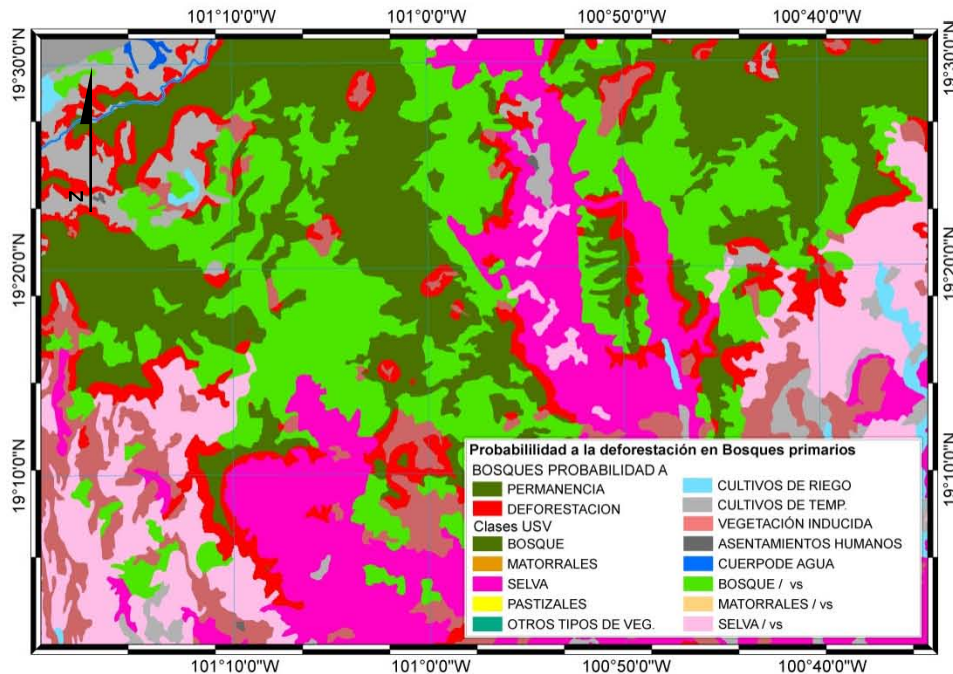 101°10'0"W 101°0'0"W 100°50'0"W 100°40'0"W
19°30'0"N
19°20'0"N
19°10'0"N
N
19°20'0"N
19°10'0"N
Probabililidad a la deforestación en Bosques primarios
BOSQUES PROBABILIDAD A
PERMANENCIA
DEFORESTACION
Clases USV
BOSQUE
MATORRALES
SELVA
PASTIZALES
OTROS TIPOS DE VEG.
CULTIVOS DE RIEGO
CULTIVOS DE TEMP.
VEGETACIÓN INDUCIDA
ASENTAMIENTOS HUMANOS
CUERPODE AGUA
BOSQUE / vs
MATORRALES / vs
SELVA / vs
101°10'0"W 101°0'0"W 100°50'0"W 100°40'0"W